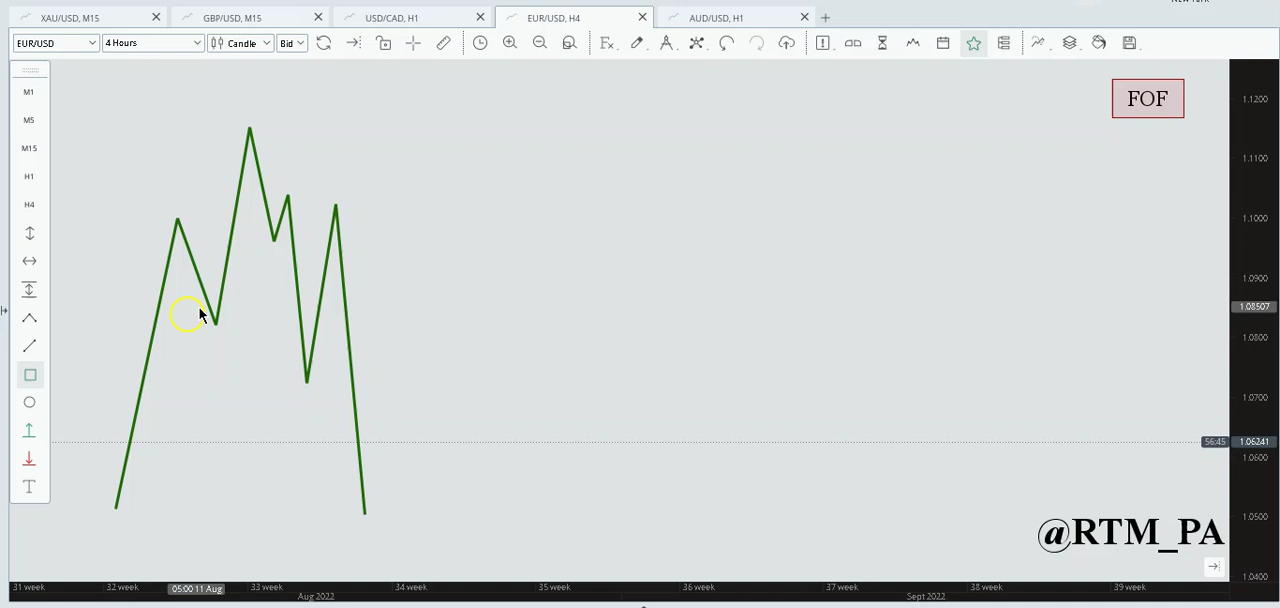 XAU/USD, M15
GBP/USD, M15
USD/CAD, H1
EUR/USD, H4
AUD/USD, H1
EUR/USD
4 Hours
Candle
Bid
Fx
M1
M5
M15
H1
H4
T
FOF
1.1200
1.1100
1.1000
1.0900
1.08507
1.0800
1.0700
56:45
1.06241
1.0600
1.0500
1.0400
@RTM_PA
31 week
32 week
05:00 11 Aug
33 week
34 week
35 week
36 week
37 week
38 week
39 week
Aug 2022
Sept 2022